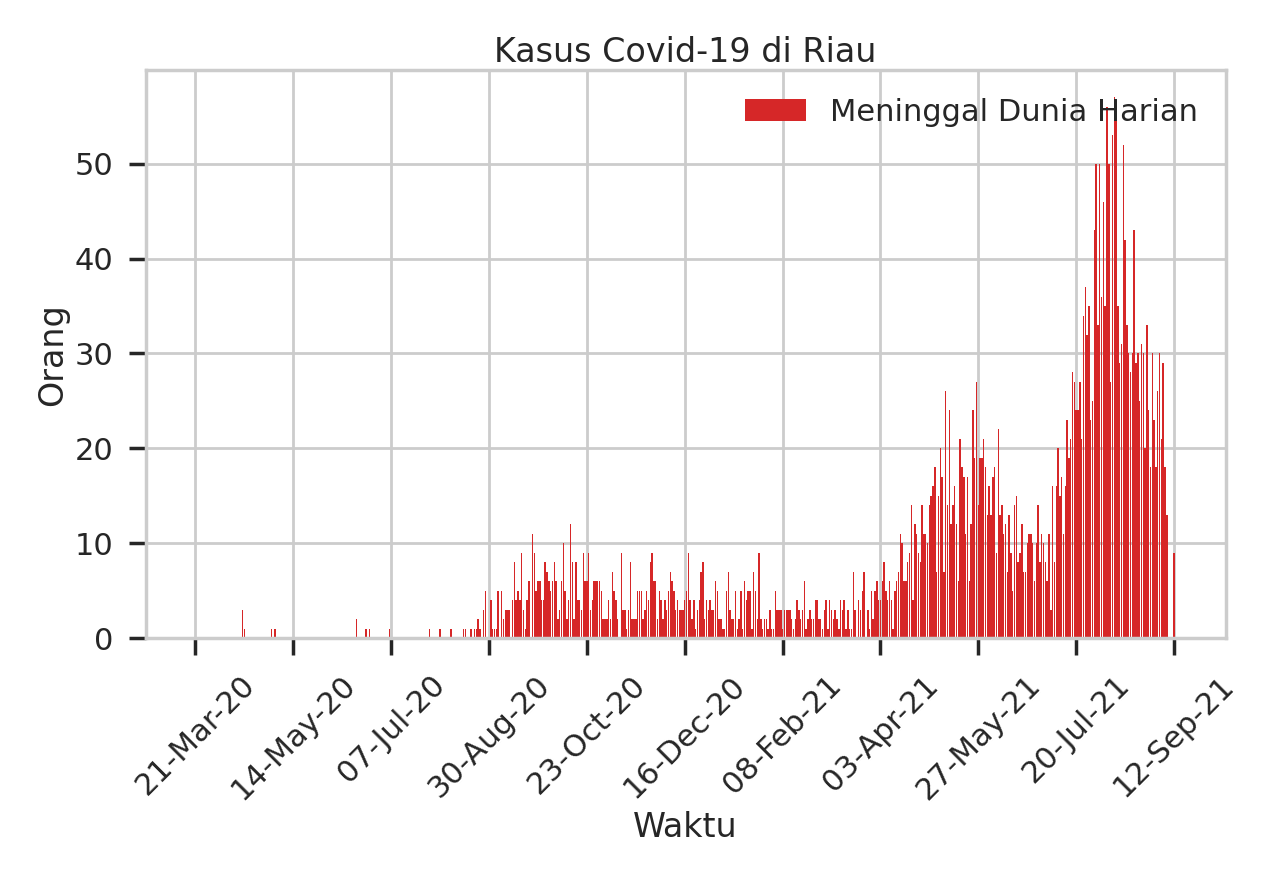 Kasus Covid-19 di Riau
Meninggal Dunia Harian
Orang
50
40
30
20
10
0
21-Mar-20
14-May-20
07-Jul-20
30-Aug-20
23-Oct-20
16-Dec-20
08-Feb-21
03-Apr-21
27-May-21
20-Jul-21
12-Sep-21
Waktu